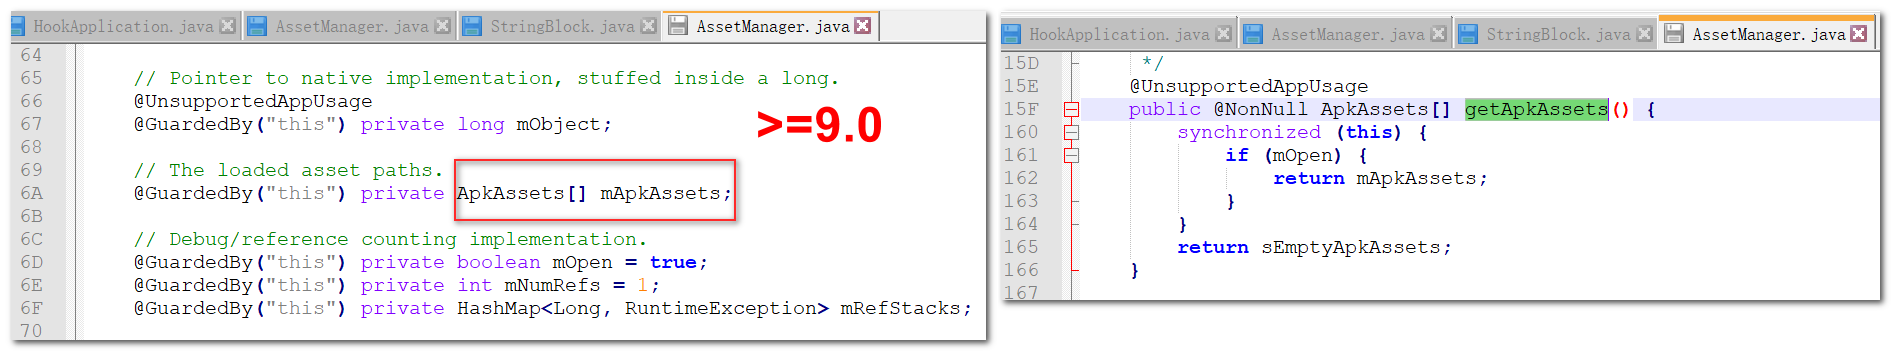 HookApplication.java AssetManager.java StringBlock.java AssetManager.java
64
65 // Pointer to native implementation, stuffed inside a long.
66 @UnsupportedAppUsage
67 @GuardedBy("this") private long mObject;
>=9.0
68
69 // The loaded asset paths.
6A @GuardedBy("this") private ApkAssets[] mApkAssets;
6B
6C // Debug/reference counting implementation.
6D @GuardedBy("this") private boolean mOpen = true;
6E @GuardedBy("this") private int mNumRefs = 1;
6F @GuardedBy("this") private HashMap<Long, RuntimeException> mRefStacks;
70
HookApplication.java AssetManager.java StringBlock.java AssetManager.java
15D */
15E @UnsupportedAppUsage
15F public @NonNull ApkAssets[] getApkAssets() {
160 synchronized (this) {
161 if (mOpen) {
162 return mApkAssets;
163 }
164 }
165 return sEmptyApkAssets;
166 }
167